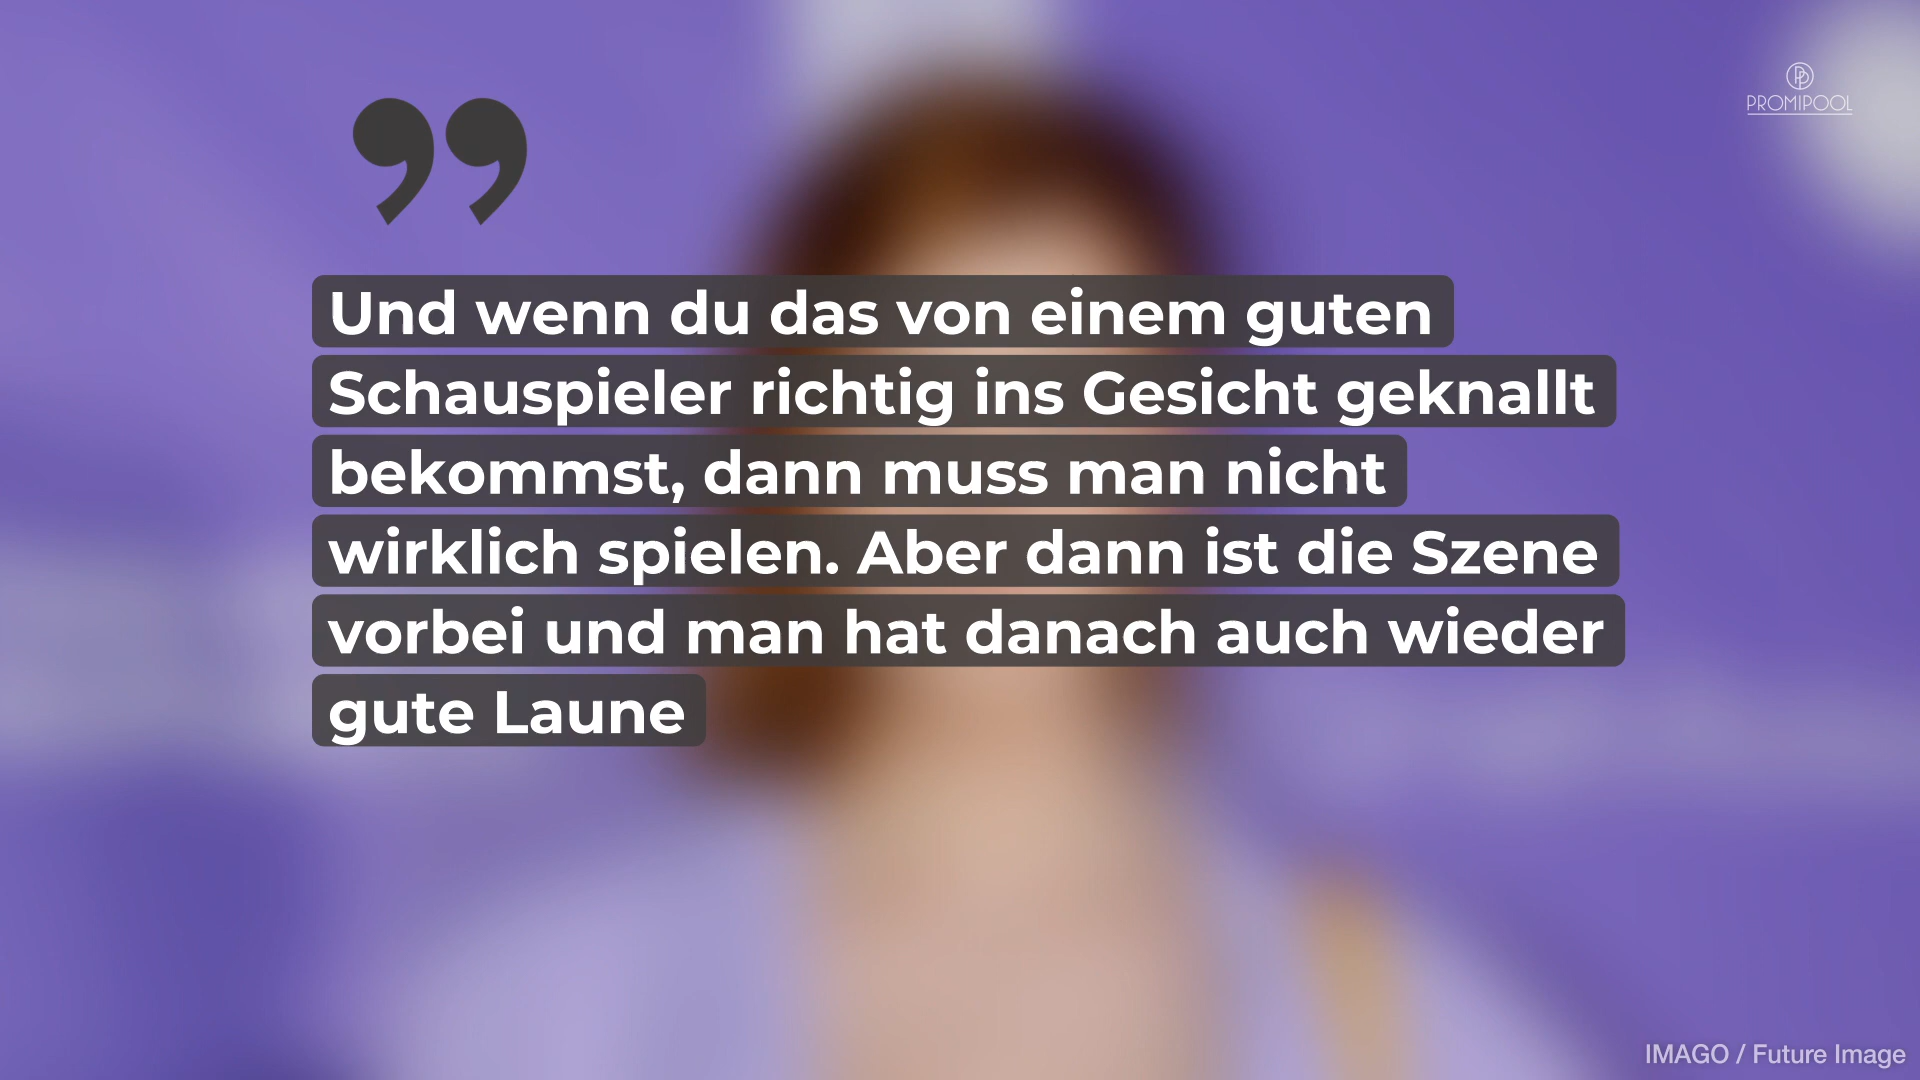 PROMIPOOL
Und wenn du das von einem guten
Schauspieler richtig ins Gesicht geknallt
bekommst, dann muss man nicht
wirklich spielen. Aber dann ist die Szene
vorbei und man hat danach auch wieder
gute Laune
IMAGO / Future Image